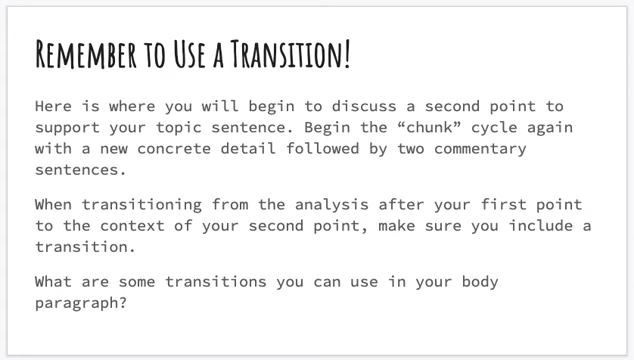 Remember to Use a Transition!
Here is where you will begin to discuss a second point to
support your topic sentence. Begin the “chunk” cycle again
with a new concrete detail followed by two commentary
sentences.
When transitioning from the analysis after your first point
to the context of your second point, make sure you include a
transition.
What are some transitions you can use in your body
paragraph?